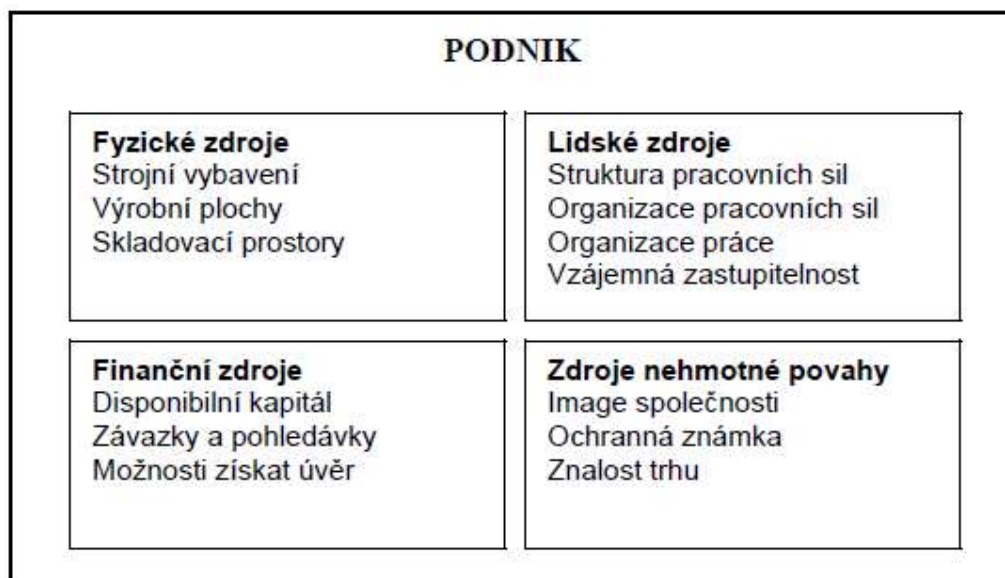 PODNIK
Fyzické zdroje
Strojní vybavení
Výrobní plochy
Skladovací prostory
Lidské zdroje
Struktura pracovních sil
Organizace pracovních sil
Organizace práce
Vzájemná zastupitelnost
Finanční zdroje
Disponibilní kapitál
Závazky a pohledávky
Možnosti získat úvěr
Zdroje nehmotné povahy
Image společnosti
Ochranná známka
Znalost trhu